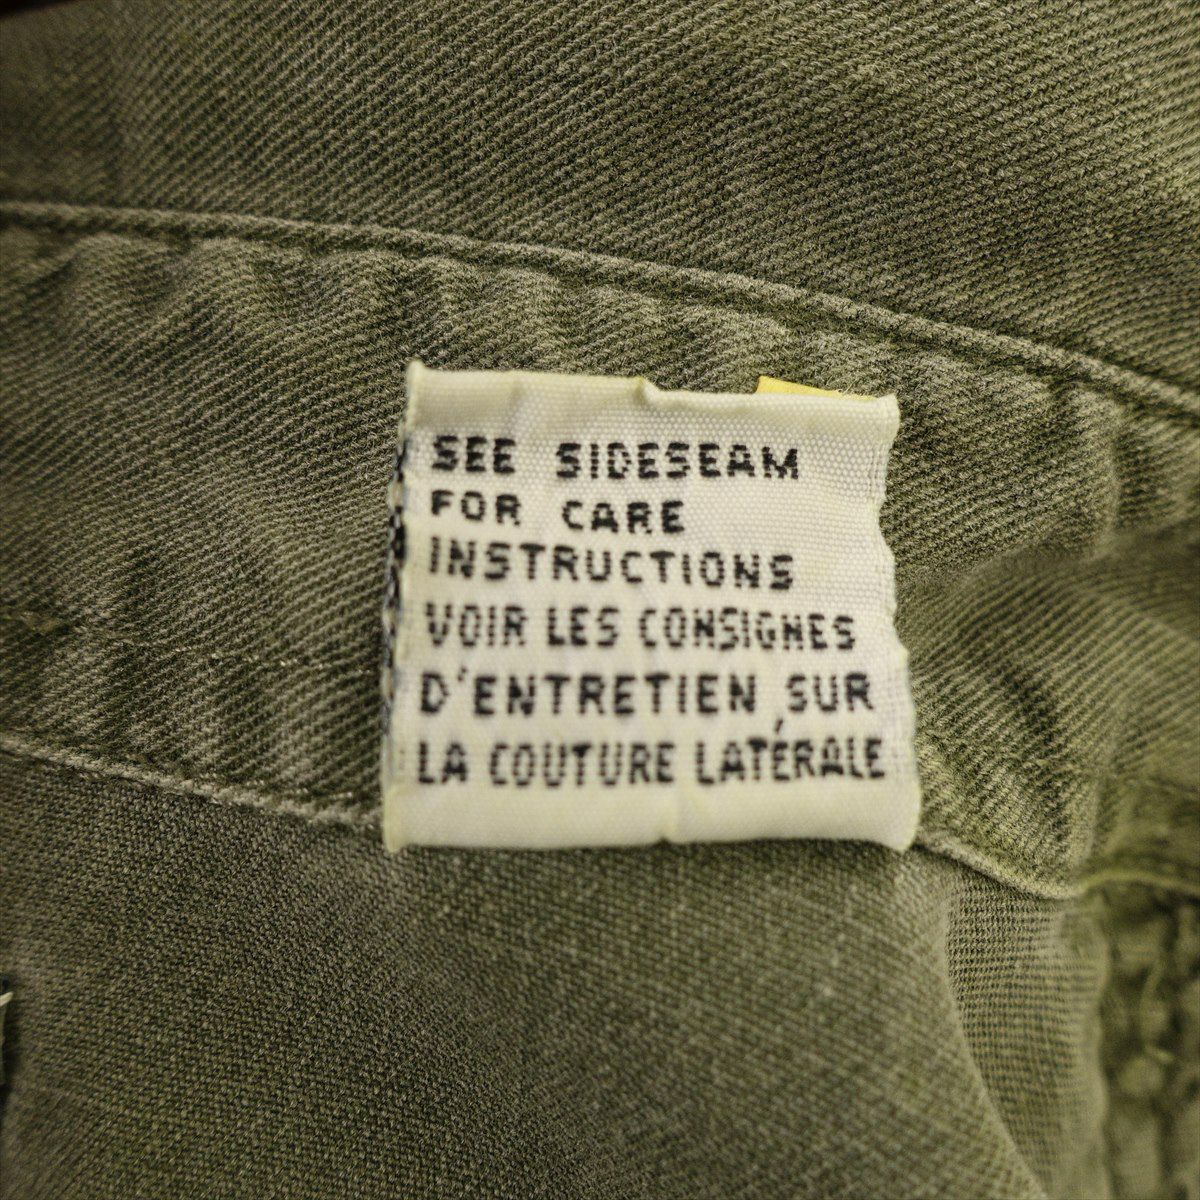 SEE SIDESEAM
FOR CARE
INSTRUCTIONS
VOIR LES CONSIGNES
D'ENTRETIEN SUR
LA COUTURE LATÉRALE